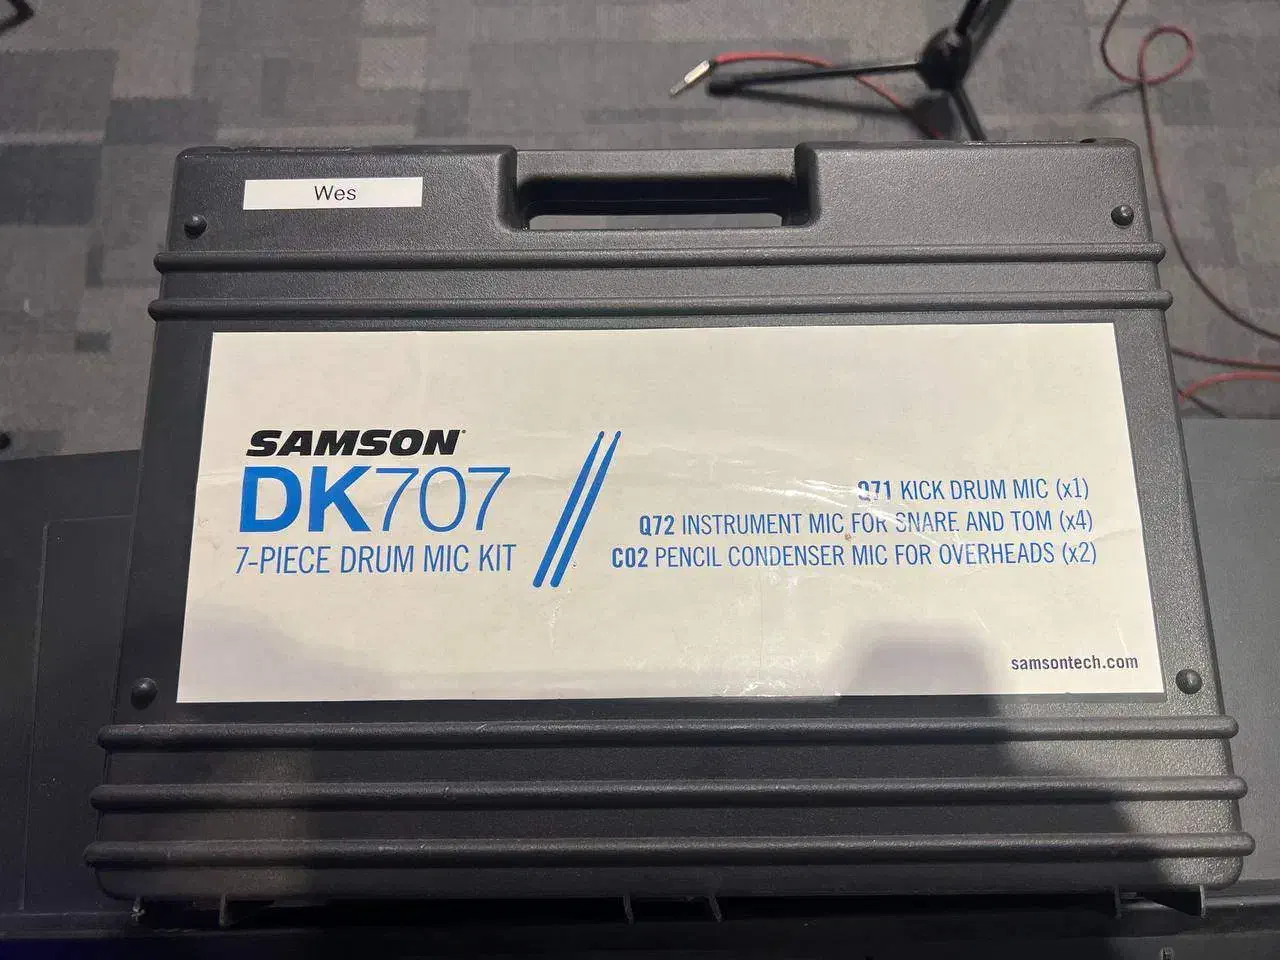 Wes
SAMSON
DK707
7-PIECE DRUM MIC KIT
Q71 KICK DRUM MIC (x1)
Q72 INSTRUMENT MIC FOR SNARE AND TOM (x4)
C02 PENCIL CONDENSER MIC FOR OVERHEADS (x2)
samsontech.com